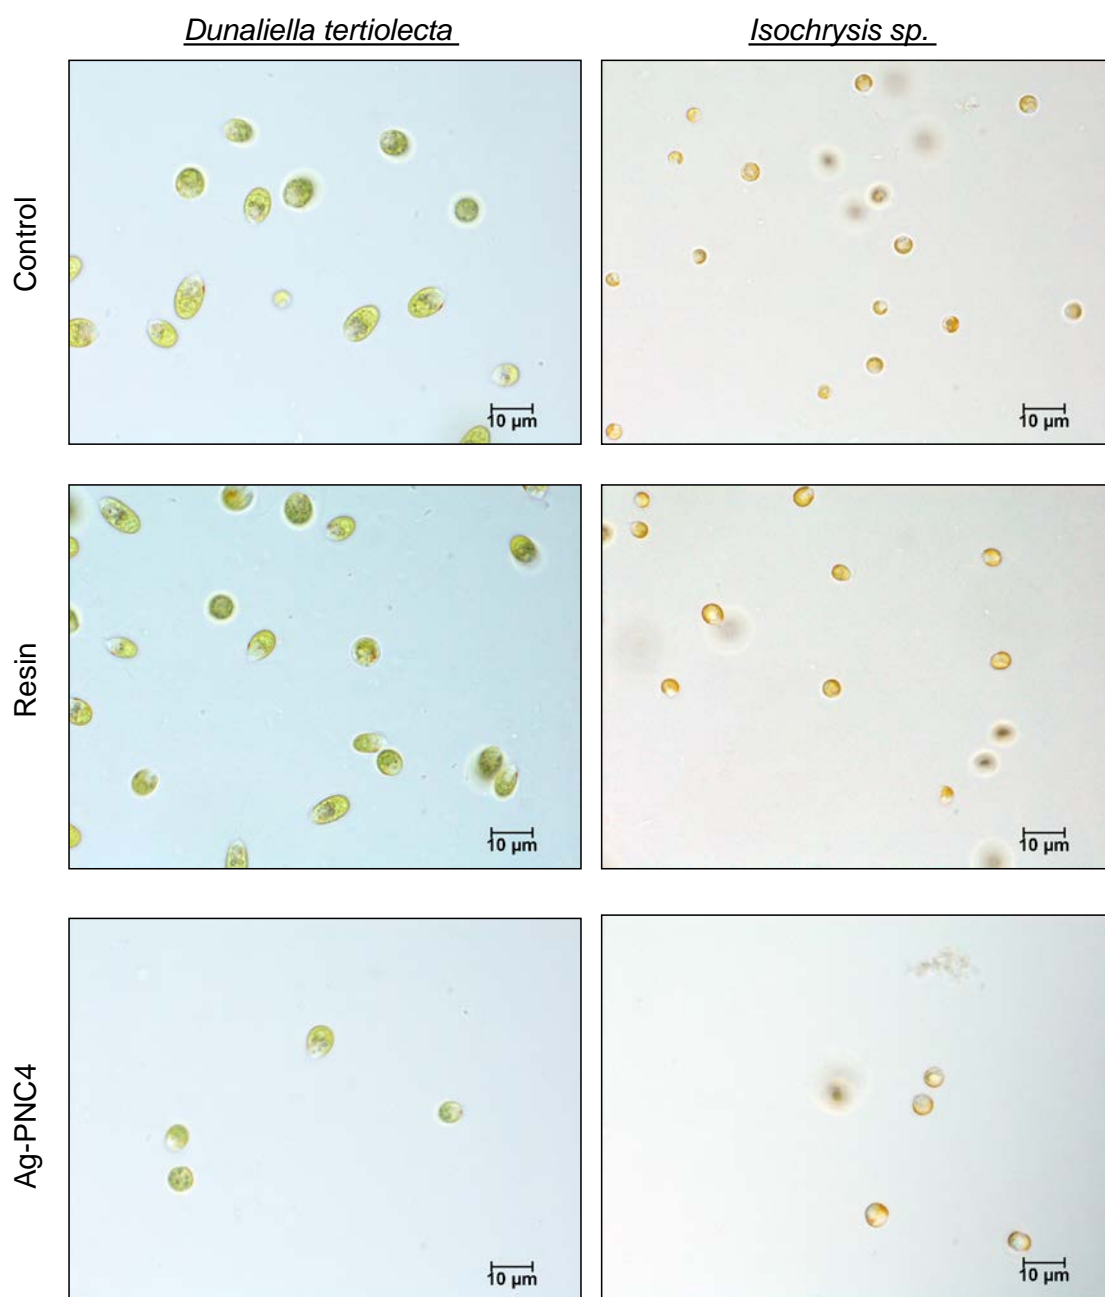 Dunaliella tertiolecta
Isochrysis sp.
Control
10 µm
10 µm
Resin
10 µm
10 µm
Ag-PNC4
10 µm
10 µm